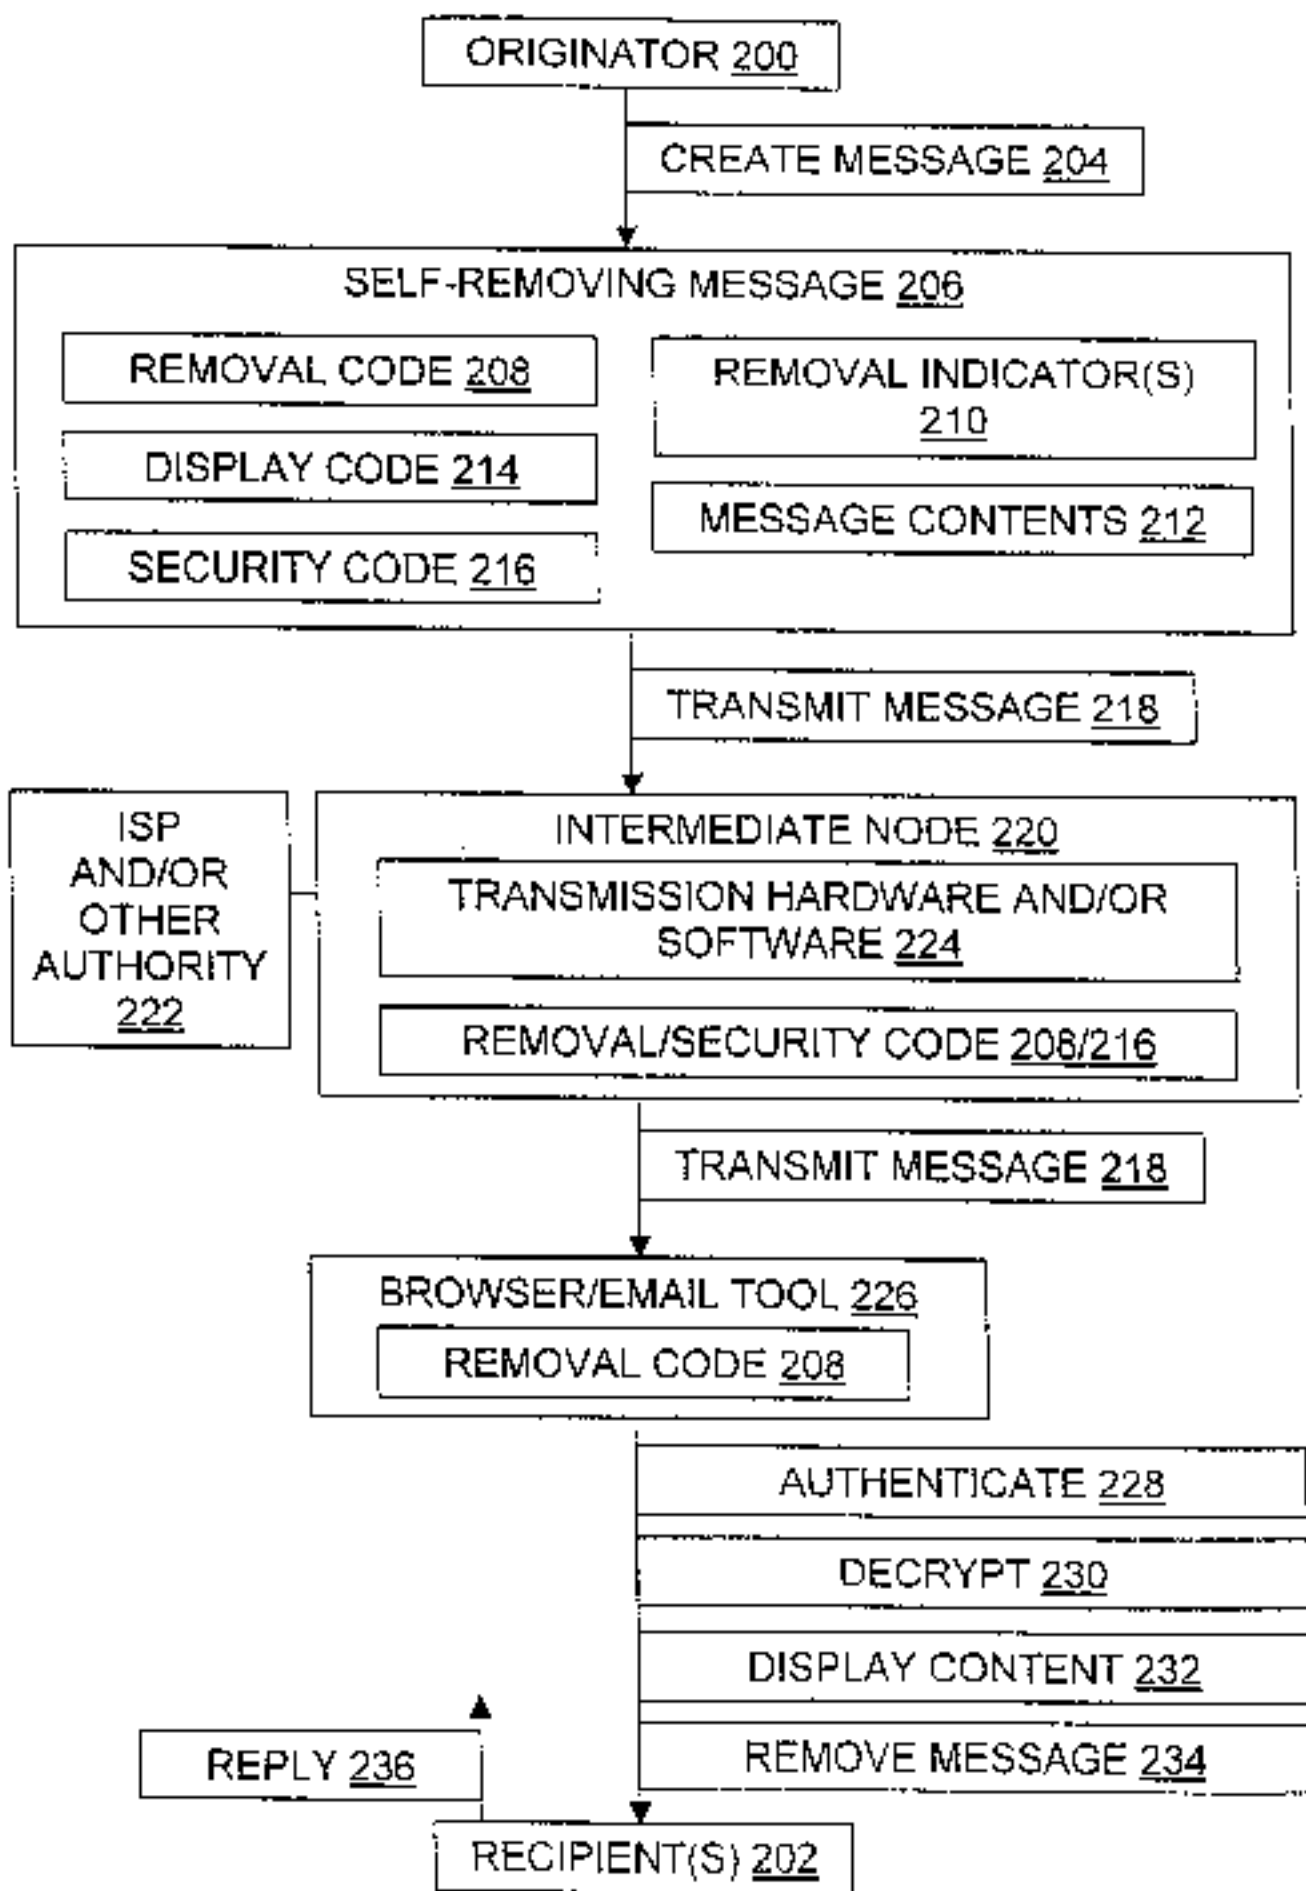 ORIGINATOR 200
CREATE MESSAGE 204
SELF-REMOVING MESSAGE 206
REMOVAL CODE 208
REMOVAL INDICATOR(S)
210
DISPLAY CODE 214
MESSAGE CONTENTS 212
SECURITY CODE 216
TRANSMIT MESSAGE 218
ISP
AND/OR
OTHER
AUTHORITY
222
INTERMEDIATE NODE 220
TRANSMISSION HARDWARE AND/OR
SOFTWARE 224
REMOVAL/SECURITY CODE 208/216
TRANSMIT MESSAGE 218
BROWSER/EMAIL TOOL 226
REMOVAL CODE 208
AUTHENTICATE 228
DECRYPT 230
DISPLAY CONTENT 232
REMOVE MESSAGE 234
REPLY 236
RECIPIENT(S) 202